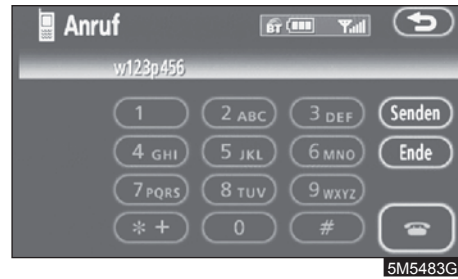 Anruf BT
w123p456
1 2 ABC 3 DEF Senden
4 GHI 5 JKL 6 MNO Ende
7 PQRS 8 TUV 9 WXYZ
* + 0 #
5M5483G